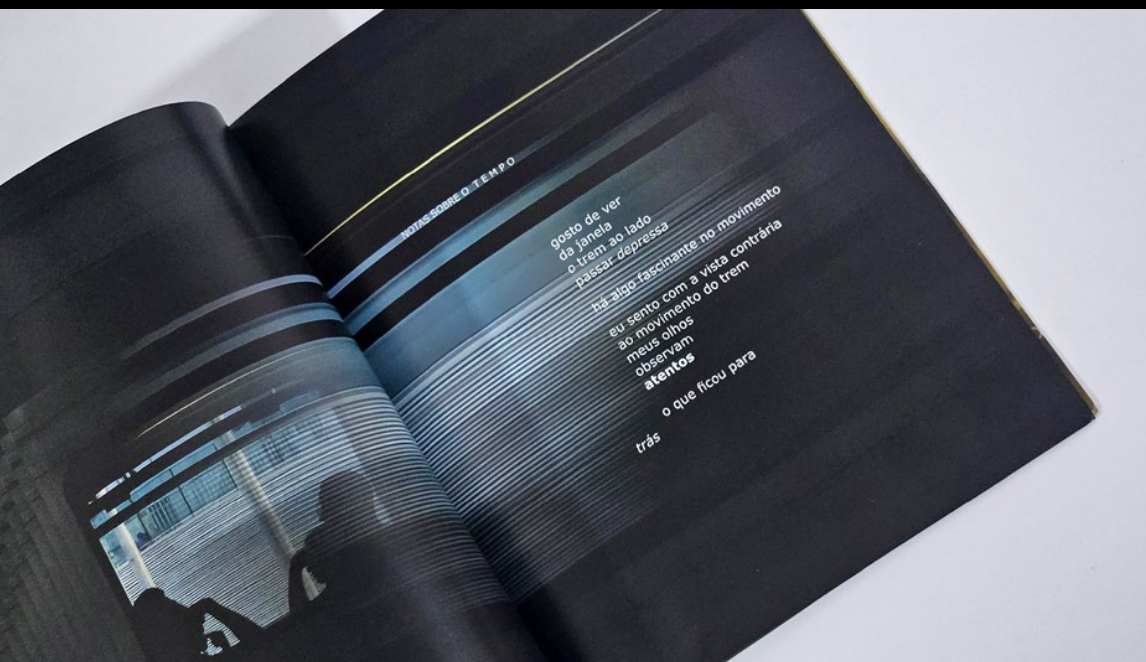 NOTAS SOBRE O TEMPO
gosto de ver
da janela
o trem ao lado
passar depressa
há algo fascinante no movimento
eu sento com a vista contrária
ao movimento do trem
meus olhos
observam
atentos
o que ficou para
trás